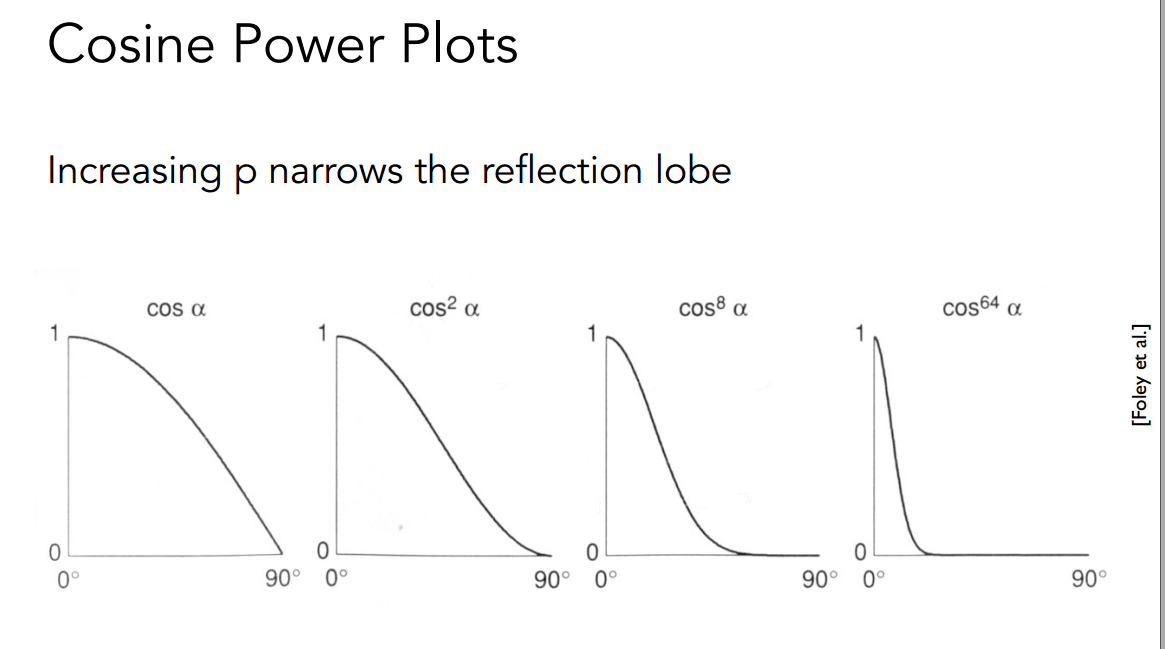 Cosine Power Plots
Increasing p narrows the reflection lobe
cos α
cos² α
cos⁸ α
cos⁶⁴ α
1
1
1
1
0
0
0
0
0°
90°
0°
90°
0°
90°
0°
90°
[Foley et al.]